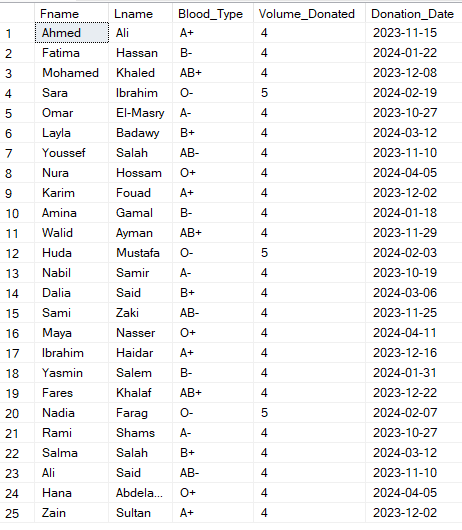 Fname Lname Blood_Type Volume_Donated Donation_Date
1 Ahmed Ali A+ 4 2023-11-15
2 Fatima Hassan B- 4 2024-01-22
3 Mohamed Khaled AB+ 4 2023-12-08
4 Sara Ibrahim O- 5 2024-02-19
5 Omar El-Masry A- 4 2023-10-27
6 Layla Badawy B+ 4 2024-03-12
7 Youssef Salah AB- 4 2023-11-10
8 Nura Hossam O+ 4 2024-04-05
9 Karim Fouad A+ 4 2023-12-02
10 Amina Gamal B- 4 2024-01-18
11 Walid Ayman AB+ 4 2023-11-29
12 Huda Mustafa O- 5 2024-02-03
13 Nabil Samir A- 4 2023-10-19
14 Dalia Said B+ 4 2024-03-06
15 Sami Zaki AB- 4 2023-11-25
16 Maya Nasser O+ 4 2024-04-11
17 Ibrahim Haidar A+ 4 2023-12-16
18 Yasmin Salem B- 4 2024-01-31
19 Fares Khalaf AB+ 4 2023-12-22
20 Nadia Farag O- 5 2024-02-07
21 Rami Shams A- 4 2023-10-27
22 Salma Salah B+ 4 2024-03-12
23 Ali Said AB- 4 2023-11-10
24 Hana Abdela... O+ 4 2024-04-05
25 Zain Sultan A+ 4 2023-12-02